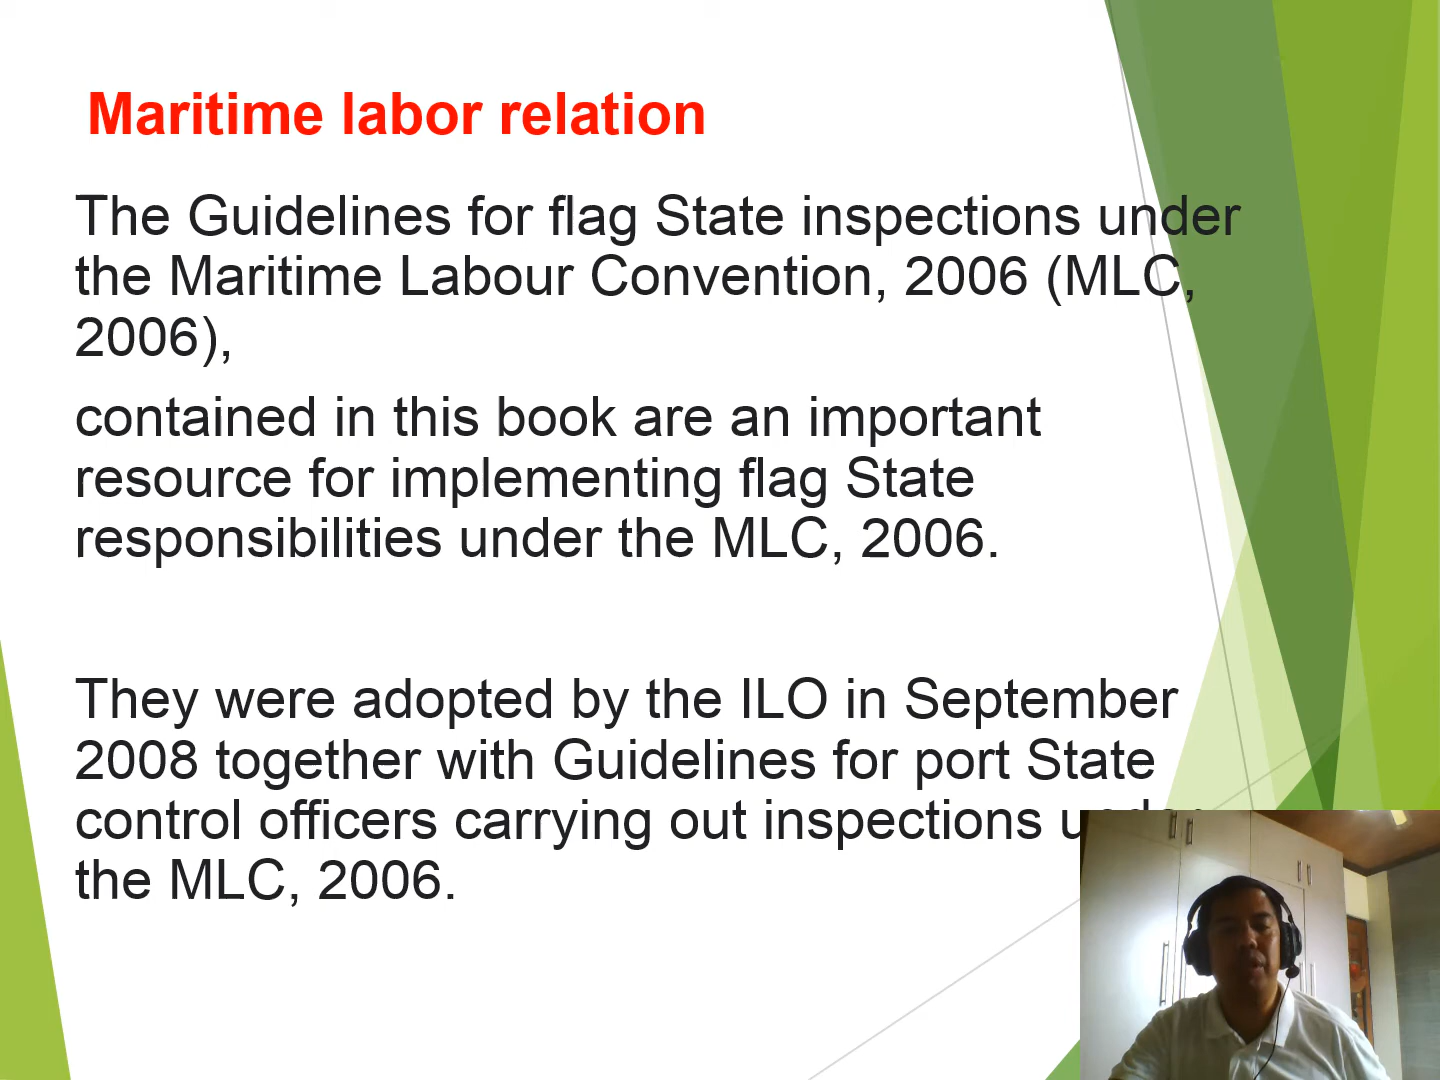 Maritime labor relation
The Guidelines for flag State inspections under
the Maritime Labour Convention, 2006 (MLC,
2006),
contained in this book are an important
resource for implementing flag State
responsibilities under the MLC, 2006.
They were adopted by the ILO in September
2008 together with Guidelines for port State
control officers carrying out inspections under
the MLC, 2006.